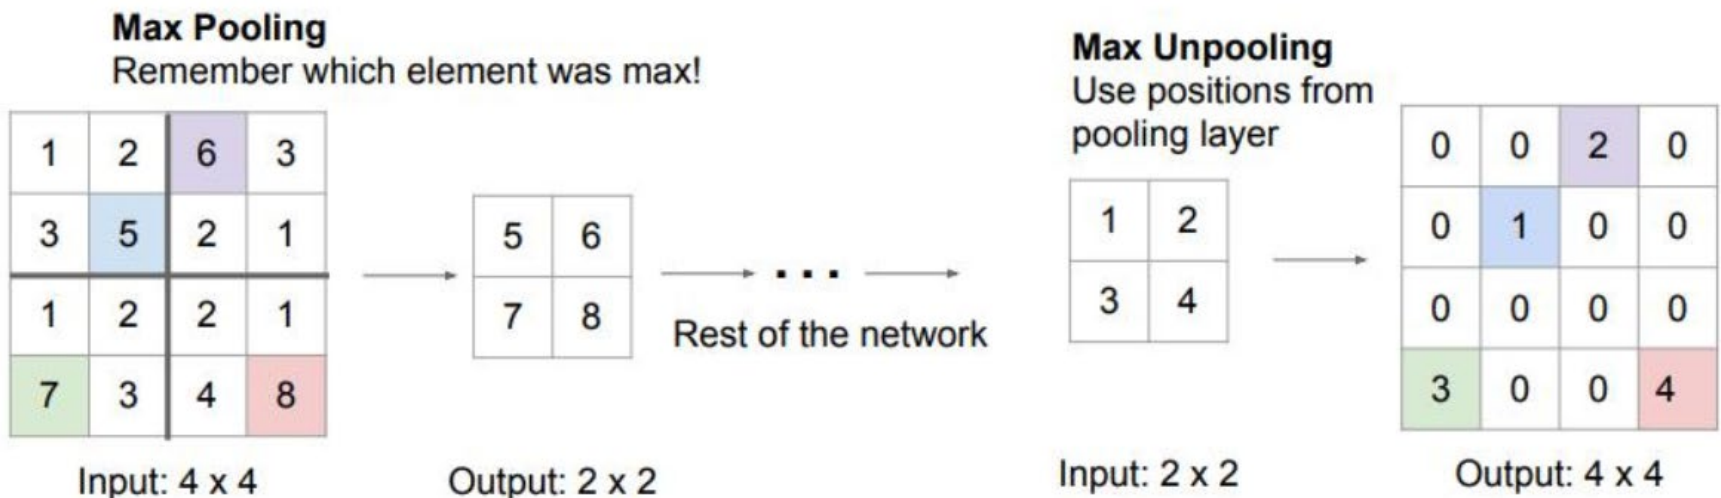 Max Pooling
Remember which element was max!
1 2 6 3
3 5 2 1
1 2 2 1
7 3 4 8
Input: 4 x 4
5 6
7 8
Output: 2 x 2
...
Rest of the network
Max Unpooling
Use positions from
pooling layer
1 2
3 4
Input: 2 x 2
0 0 2 0
0 1 0 0
0 0 0 0
3 0 0 4
Output: 4 x 4